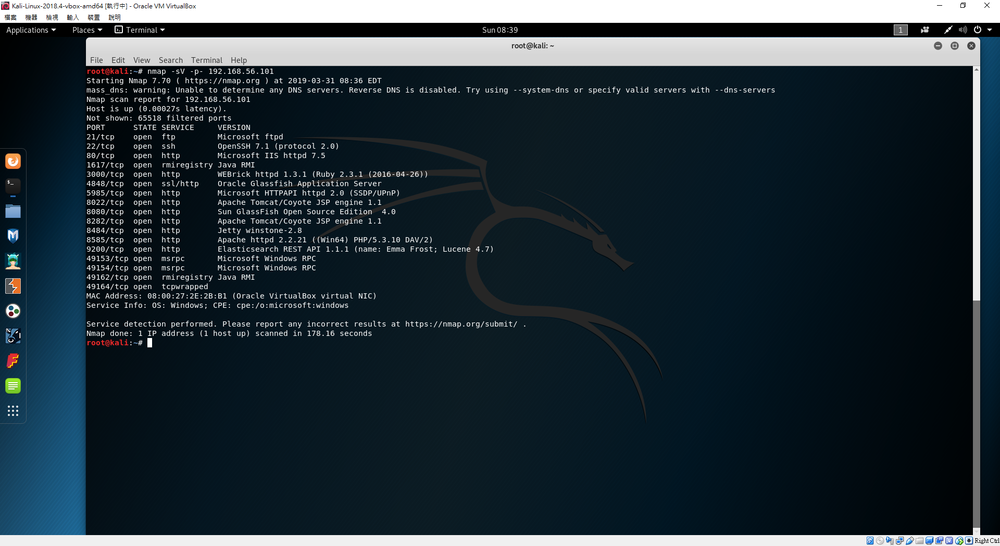 Kali-Linux-2018.4-vbox-amd64 [執行中] - Oracle VM VirtualBox
檔案 機器 檢視 輸入 裝置 說明
Applications Places Terminal Sun 08:39 1
root@kali: ~
File Edit View Search Terminal Help
root@kali:~# nmap -sV -p- 192.168.56.101
Starting Nmap 7.70 ( https://nmap.org ) at 2019-03-31 08:36 EDT
mass_dns: warning: Unable to determine any DNS servers. Reverse DNS is disabled. Try using --system-dns or specify valid servers with --dns-servers
Nmap scan report for 192.168.56.101
Host is up (0.00027s latency).
Not shown: 65518 filtered ports
PORT      STATE SERVICE     VERSION
21/tcp    open  ftp         Microsoft ftpd
22/tcp    open  ssh         OpenSSH 7.1 (protocol 2.0)
80/tcp    open  http        Microsoft IIS httpd 7.5
1617/tcp  open  rmiregistry Java RMI
3000/tcp  open  http        WEBrick httpd 1.3.1 (Ruby 2.3.1 (2016-04-26))
4848/tcp  open  ssl/http    Oracle Glassfish Application Server
5985/tcp  open  http        Microsoft HTTPAPI httpd 2.0 (SSDP/UPnP)
8022/tcp  open  http        Apache Tomcat/Coyote JSP engine 1.1
8080/tcp  open  http        Sun GlassFish Open Source Edition  4.0
8282/tcp  open  http        Apache Tomcat/Coyote JSP engine 1.1
8484/tcp  open  http        Jetty winstone-2.8
8585/tcp  open  http        Apache httpd 2.2.21 ((Win64) PHP/5.3.10 DAV/2)
9200/tcp  open  http        Elasticsearch REST API 1.1.1 (name: Emma Frost; Lucene 4.7)
49153/tcp open  msrpc       Microsoft Windows RPC
49154/tcp open  msrpc       Microsoft Windows RPC
49162/tcp open  rmiregistry Java RMI
49164/tcp open  tcpwrapped
MAC Address: 08:00:27:2E:2B:B1 (Oracle VirtualBox virtual NIC)
Service Info: OS: Windows; CPE: cpe:/o:microsoft:windows
Service detection performed. Please report any incorrect results at https://nmap.org/submit/ .
Nmap done: 1 IP address (1 host up) scanned in 178.16 seconds
root@kali:~#
Right Ctrl